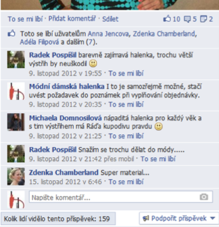 To se mi líbí · Přidat komentář · Sdílet 10 5 2
Toto se líbí uživatelům Anna Jencova, Zdenka Chamberland,
Adéla Filipová a dalším (7).
Radek Pospíšil barevně zajímavá halenka, trochu větší
výstřih by neuškodil
9. listopad 2012 v 19:55 · To se mi líbí
Módní dámská halenka I to je samozřejmě možné, stačí
uvést požadavek do poznámek při vyplňování objednávky.
9. listopad 2012 v 20:35 · To se mi líbí
Michaela Domnosilová nápaditá halenka pro každý věk a
s tím výstřihem má Ráďa kupodivu pravdu
9. listopad 2012 v 21:25 · To se mi líbí
Radek Pospíšil Snažím se trochu dělat do módy.....
9. listopad 2012 v 21:42 přes mobil · To se mi líbí
Zdenka Chamberland Super materiál...
15. listopad 2012 v 6:46 · To se mi líbí
Napište komentář...
Kolik lidí vidělo tento příspěvek: 159
Podpořit příspěvek